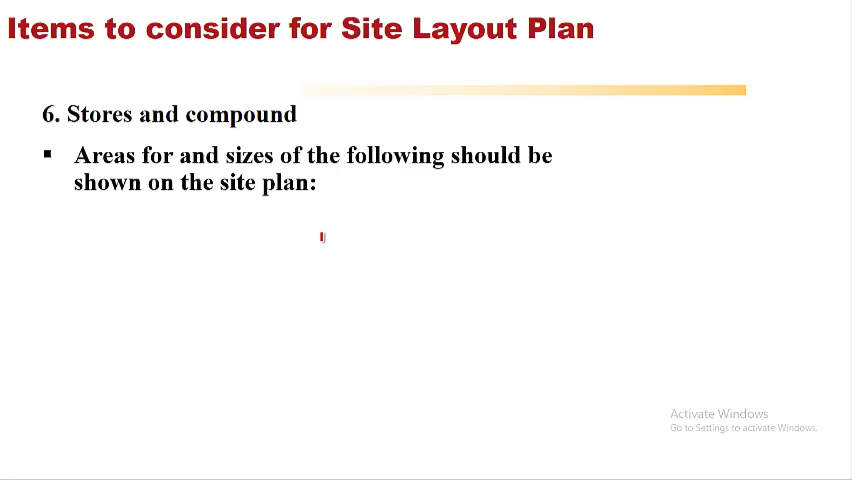 Items to consider for Site Layout Plan
6. Stores and compound
▪ Areas for and sizes of the following should be
shown on the site plan:
Activate Windows
Go to Settings to activate Windows.